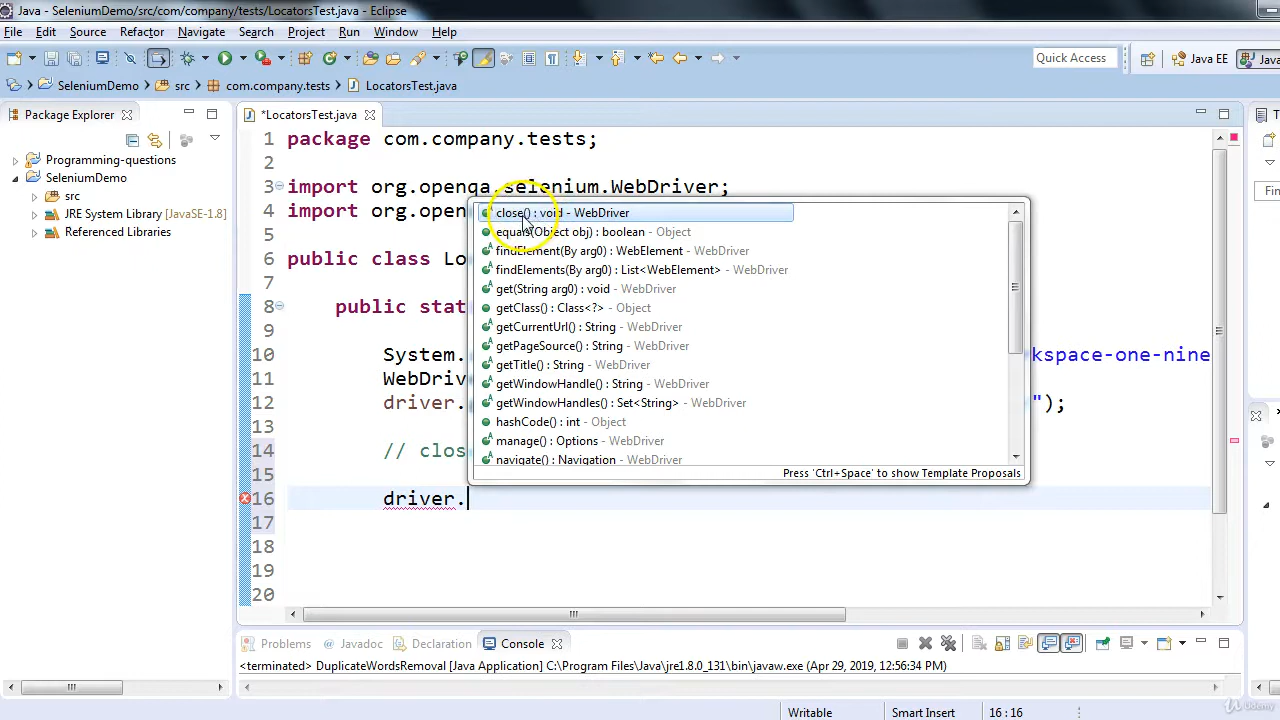 Java - SeleniumDemo/src/com/company/tests/LocatorsTest.java - Eclipse
File Edit Source Refactor Navigate Search Project Run Window Help
Quick Access Java EE Java
SeleniumDemo src com.company.tests LocatorsTest.java
Package Explorer
*LocatorsTest.java
Programming-questions
SeleniumDemo
src
JRE System Library [JavaSE-1.8]
Referenced Libraries
1 package com.company.tests;
2
3 import org.openqa.selenium.WebDriver;
4 import org.open
5
6 public class Lo
7
8 public stat
9
10 System. kspace-one-nine
11 WebDriv
12 driver. ");
13
14 // clos
15
16 driver.
17
18
19
20
close() : void - WebDriver
equals(Object obj) : boolean - Object
findElement(By arg0) : WebElement - WebDriver
findElements(By arg0) : List<WebElement> - WebDriver
get(String arg0) : void - WebDriver
getClass() : Class<?> - Object
getCurrentUrl() : String - WebDriver
getPageSource() : String - WebDriver
getTitle() : String - WebDriver
getWindowHandle() : String - WebDriver
getWindowHandles() : Set<String> - WebDriver
hashCode() : int - Object
manage() : Options - WebDriver
navigate() : Navigation - WebDriver
Press 'Ctrl+Space' to show Template Proposals
Fin
Problems Javadoc Declaration Console
<terminated> DuplicateWordsRemoval [Java Application] C:\Program Files\Java\jre1.8.0_131\bin\javaw.exe (Apr 29, 2019, 12:56:34 PM)
Writable Smart Insert 16 : 16
Udemy